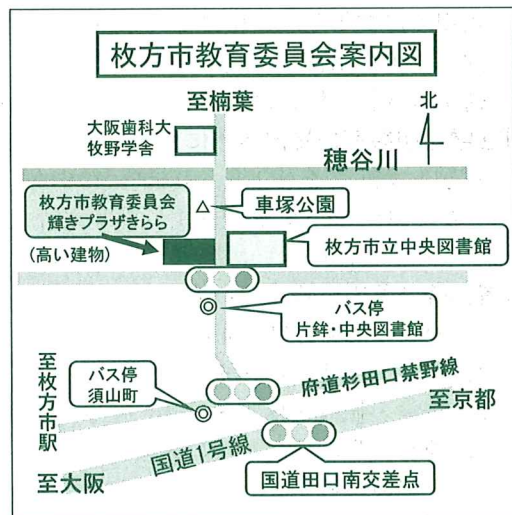 枚方市教育委員会案内図
至楠葉
北
大阪歯科大
牧野学舎
穂谷川
枚方市教育委員会
輝きプラザきらら
(高い建物)
車塚公園
枚方市立中央図書館
バス停
片鉾・中央図書館
至枚方市駅
バス停
須山町
府道杉田口禁野線
至京都
国道1号線
至大阪
国道田口南交差点